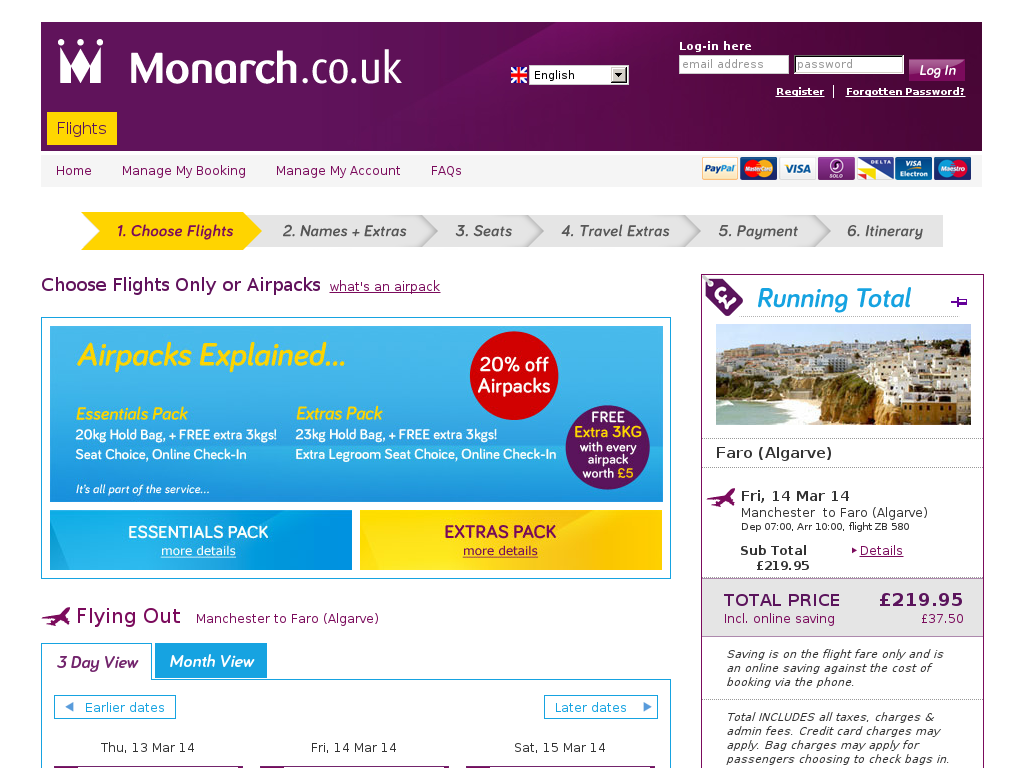 Monarch.co.uk
English
Log-in here
email address
password
Log In
Register
Forgotten Password?
Flights
Home
Manage My Booking
Manage My Account
FAQs
PayPal
MasterCard
VISA
SOLO
DELTA
VISA
Electron
Maestro
1. Choose Flights
2. Names + Extras
3. Seats
4. Travel Extras
5. Payment
6. Itinerary
Choose Flights Only or Airpacks what's an airpack
Airpacks Explained...
20% off
Airpacks
Essentials Pack
20kg Hold Bag, + FREE extra 3kgs!
Seat Choice, Online Check-In
Extras Pack
23kg Hold Bag, + FREE extra 3kgs!
Extra Legroom Seat Choice, Online Check-In
FREE
Extra 3KG
with every
airpack
worth £5
It's all part of the service...
ESSENTIALS PACK
more details
EXTRAS PACK
more details
Flying Out Manchester to Faro (Algarve)
3 Day View
Month View
Earlier dates
Later dates
Thu, 13 Mar 14
Fri, 14 Mar 14
Sat, 15 Mar 14
£
Running Total
Faro (Algarve)
Fri, 14 Mar 14
Manchester to Faro (Algarve)
Dep 07:00, Arr 10:00, flight ZB 580
Sub Total
£219.95
Details
TOTAL PRICE £219.95
Incl. online saving £37.50
Saving is on the flight fare only and is
an online saving against the cost of
booking via the phone.
Total INCLUDES all taxes, charges &
admin fees. Credit card charges may
apply. Bag charges may apply for
passengers choosing to check bags in.